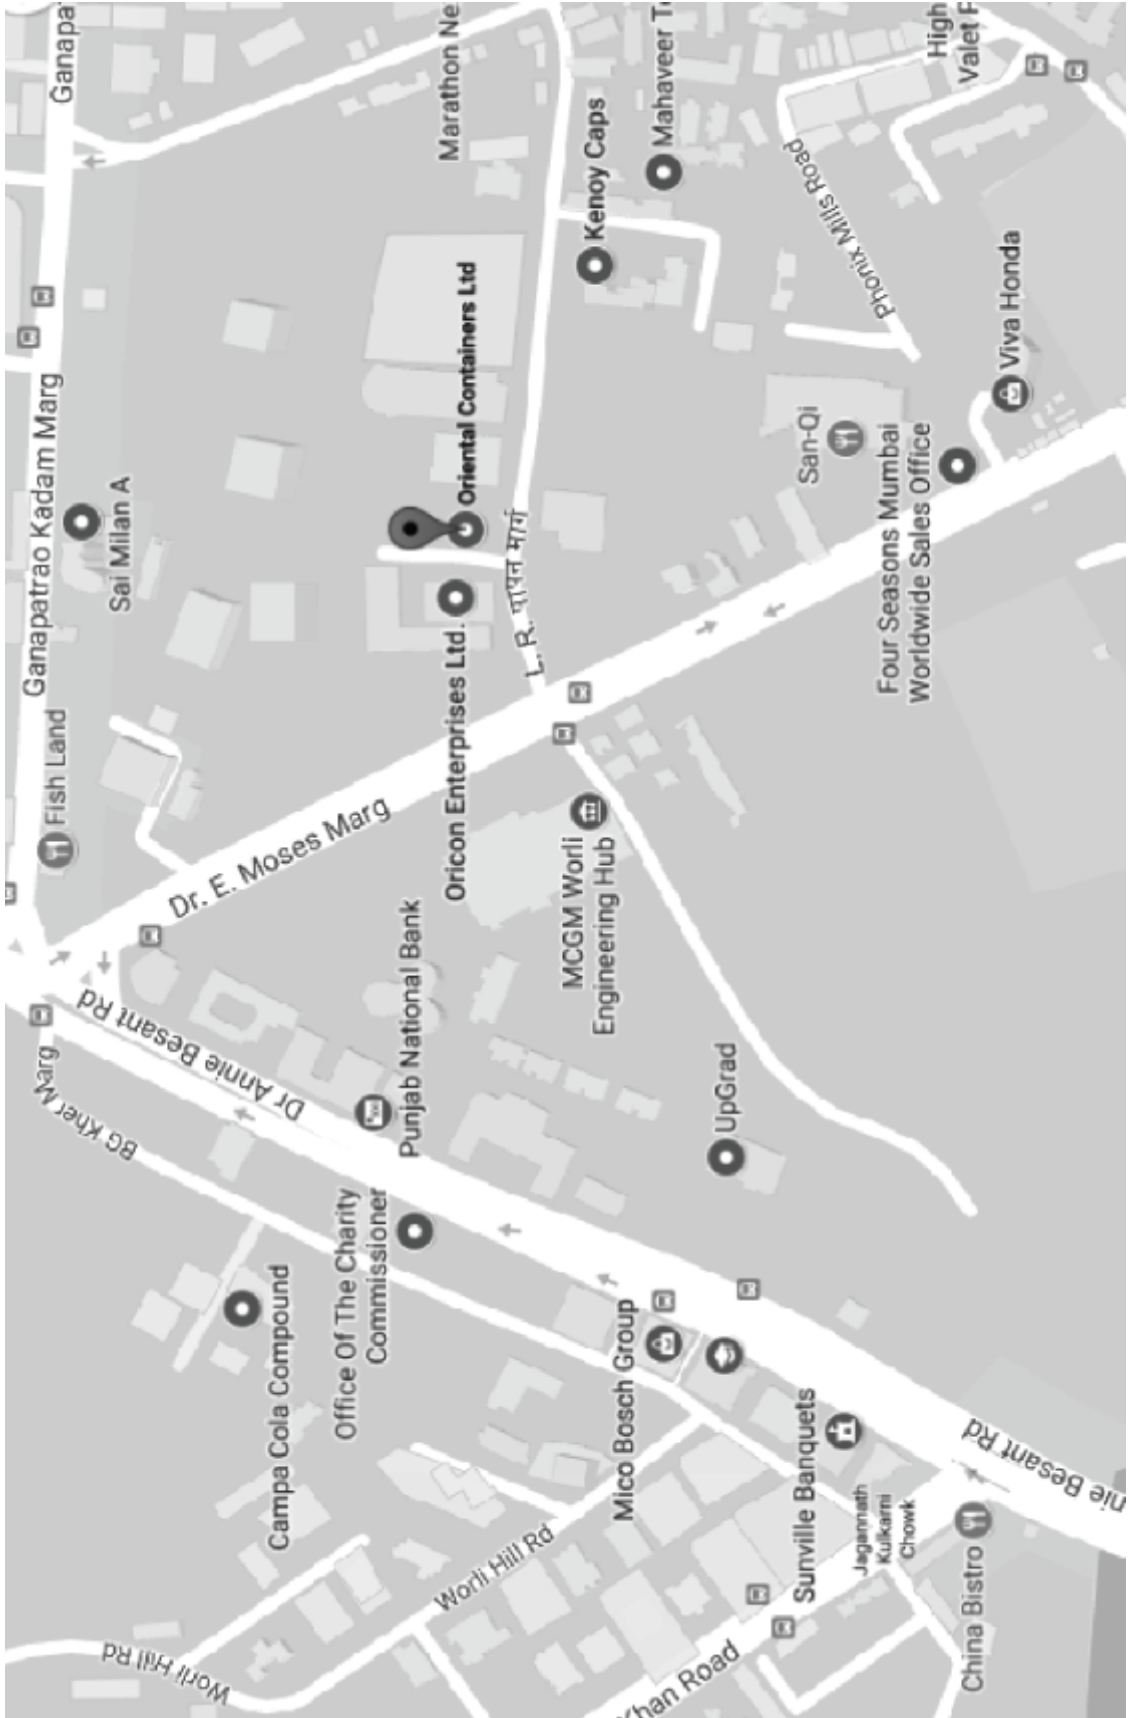 Ganapat
Ganapatrao Kadam Marg
Fish Land
Sai Milan A
Marathon Ne
Mahaveer T
Kenoy Caps
High
Valet P
Phonix Mills Road
Viva Honda
Oriental Containers Ltd
Oricon Enterprises Ltd.
L. R. पापन मार्ग
San-Qi
Four Seasons Mumbai
Worldwide Sales Office
Dr. E. Moses Marg
MCGM Worli
Engineering Hub
Punjab National Bank
Dr Annie Besant Rd
BG Kher Marg
UpGrad
Office Of The Charity
Commissioner
Campa Cola Compound
Mico Bosch Group
Sunville Banquets
Jagannath
Kulkarni
Chowk
China Bistro
nie Besant Rd
Worli Hill Rd
Worli Hill Rd
Khan Road